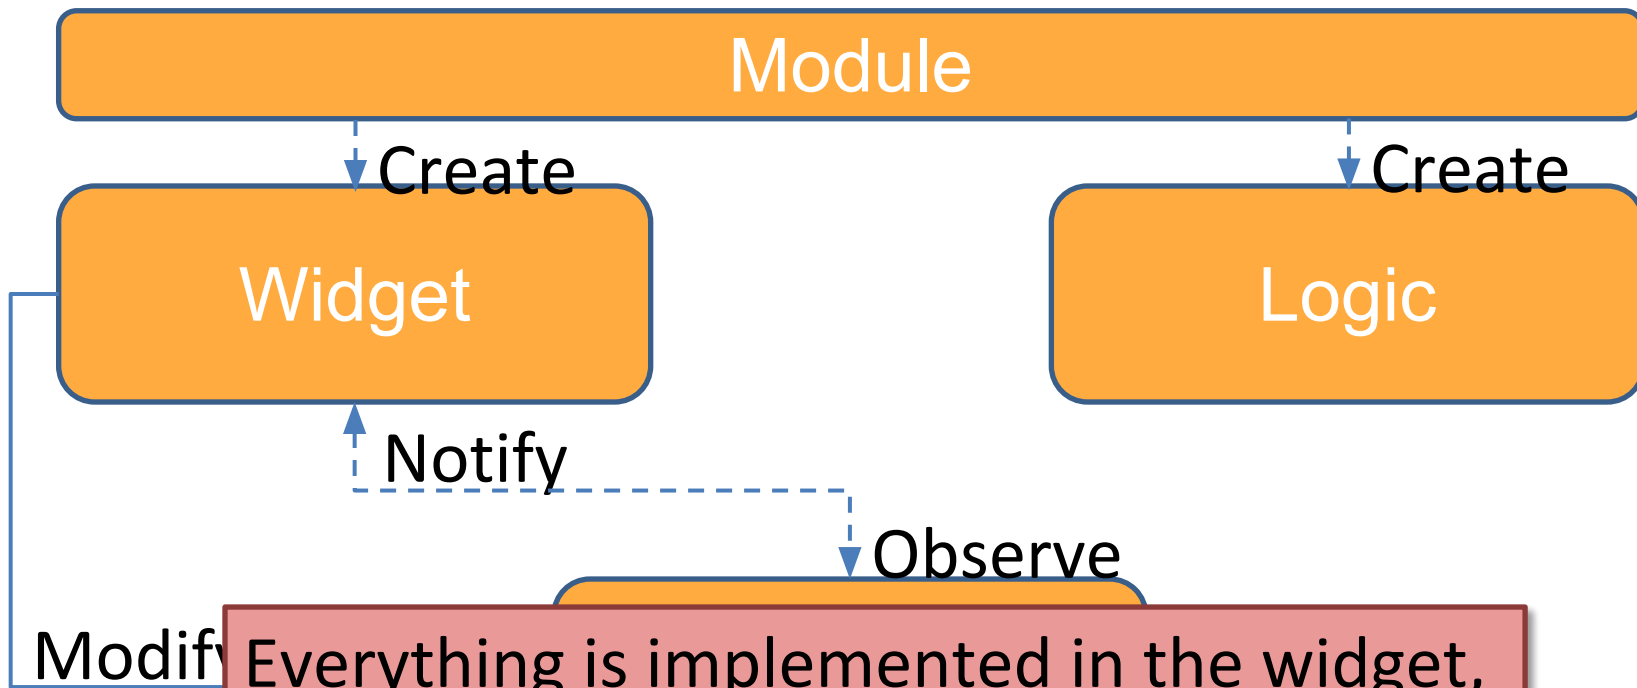 Module
Create
Create
Widget
Logic
Notify
Observe
Modify
Everything is implemented in the widget,